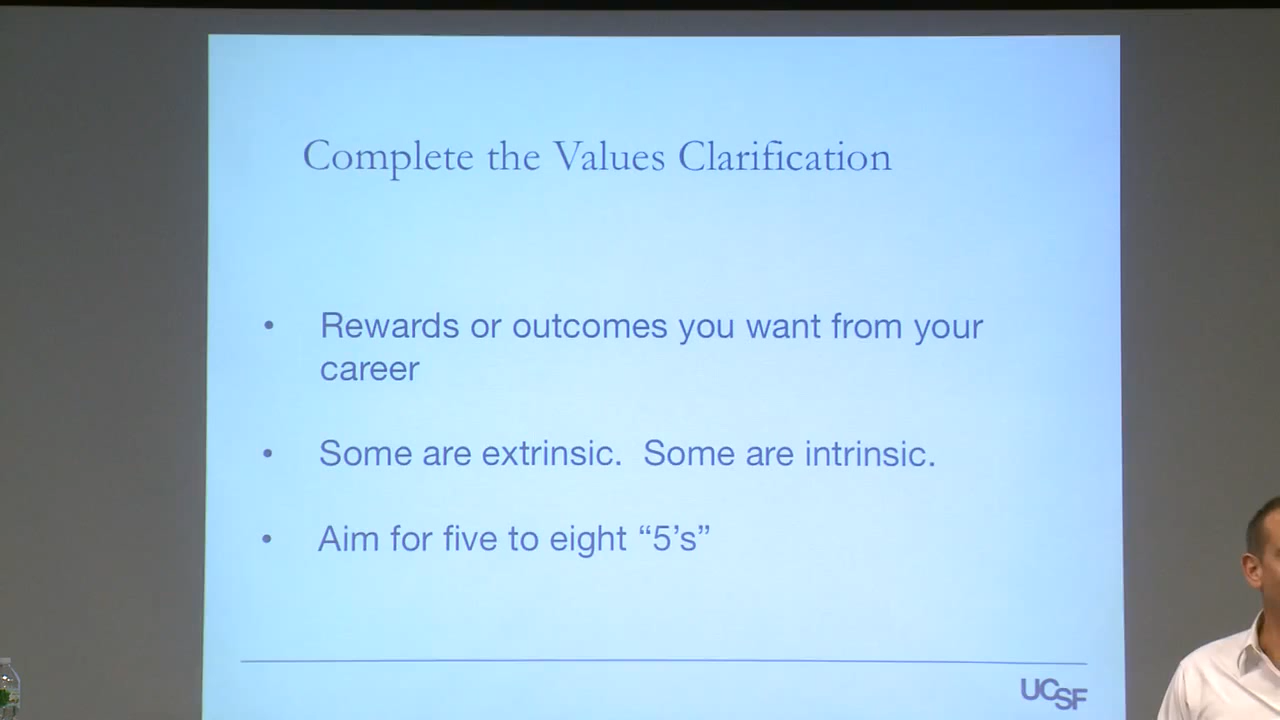 Complete the Values Clarification
• Rewards or outcomes you want from your
career
• Some are extrinsic.  Some are intrinsic.
• Aim for five to eight “5’s”
UCSF